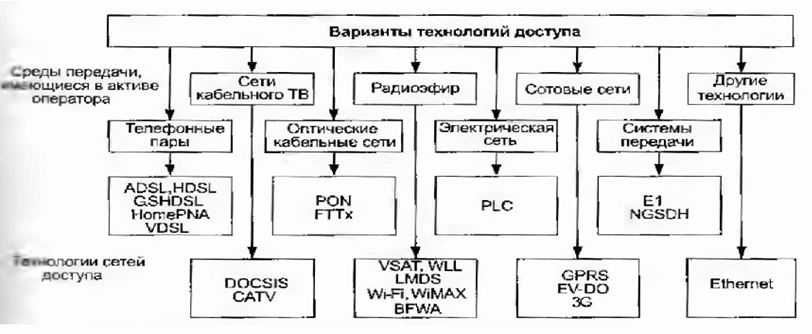 Варианты технологий доступа
Среды передачи,
имеющиеся в активе
оператора
Сети
кабельного ТВ
Радиоэфир
Сотовые сети
Другие
технологии
Телефонные
пары
Оптические
кабельные сети
Электрическая
сеть
Системы
передачи
ADSL,HDSL
GSHDSL
HomePNA
VDSL
PON
FTTx
PLC
E1
NGSDH
Технологии сетей
доступа
DOCSIS
CATV
VSAT, WLL
LMDS
Wi-Fi, WiMAX
BFWA
GPRS
EV-DO
3G
Ethernet